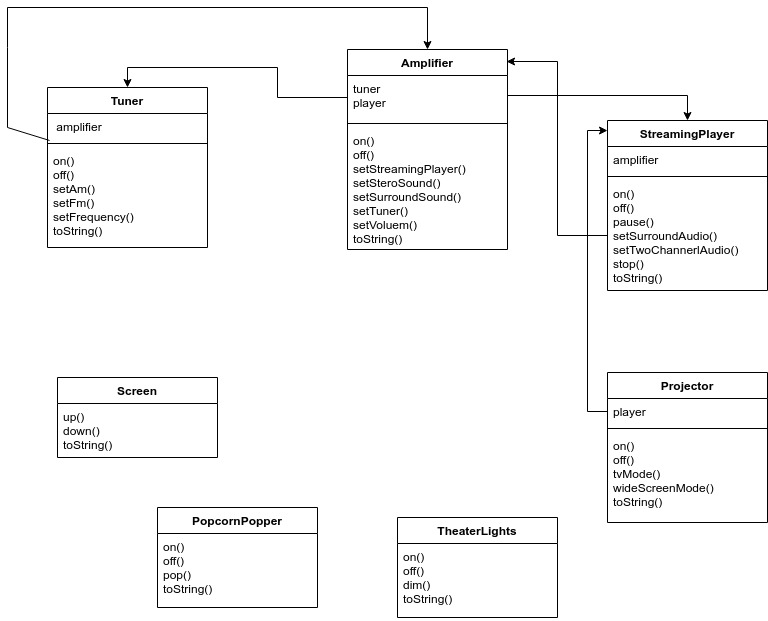 Tuner
amplifier
on()
off()
setAm()
setFm()
setFrequency()
toString()
Amplifier
tuner
player
on()
off()
setStreamingPlayer()
setSteroSound()
setSurroundSound()
setTuner()
setVoluem()
toString()
StreamingPlayer
amplifier
on()
off()
pause()
setSurroundAudio()
setTwoChannerlAudio()
stop()
toString()
Screen
up()
down()
toString()
Projector
player
on()
off()
tvMode()
wideScreenMode()
toString()
PopcornPopper
on()
off()
pop()
toString()
TheaterLights
on()
off()
dim()
toString()